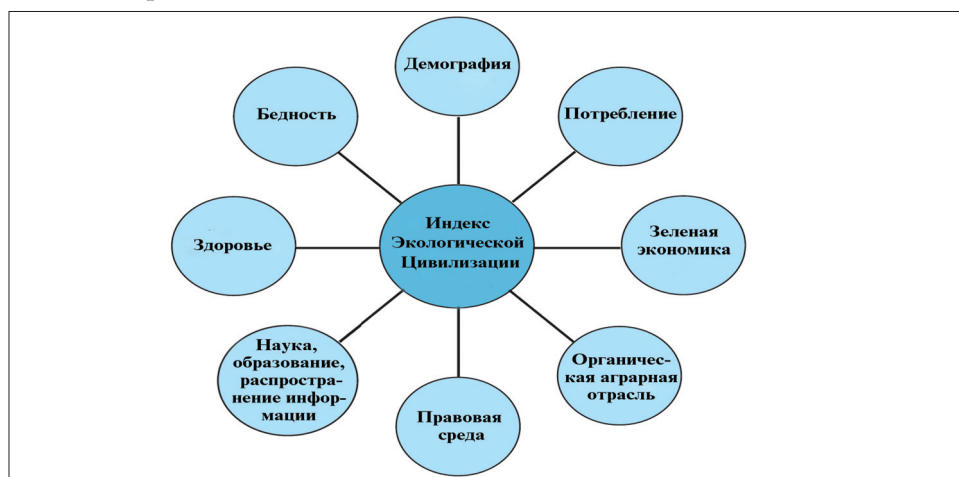 Демография
Бедность
Потребление
Индекс
Экологической
Цивилизации
Здоровье
Зеленая
экономика
Наука,
образование,
распростра-
нение инфор-
мации
Правовая
среда
Органичес-
кая аграрная
отрасль